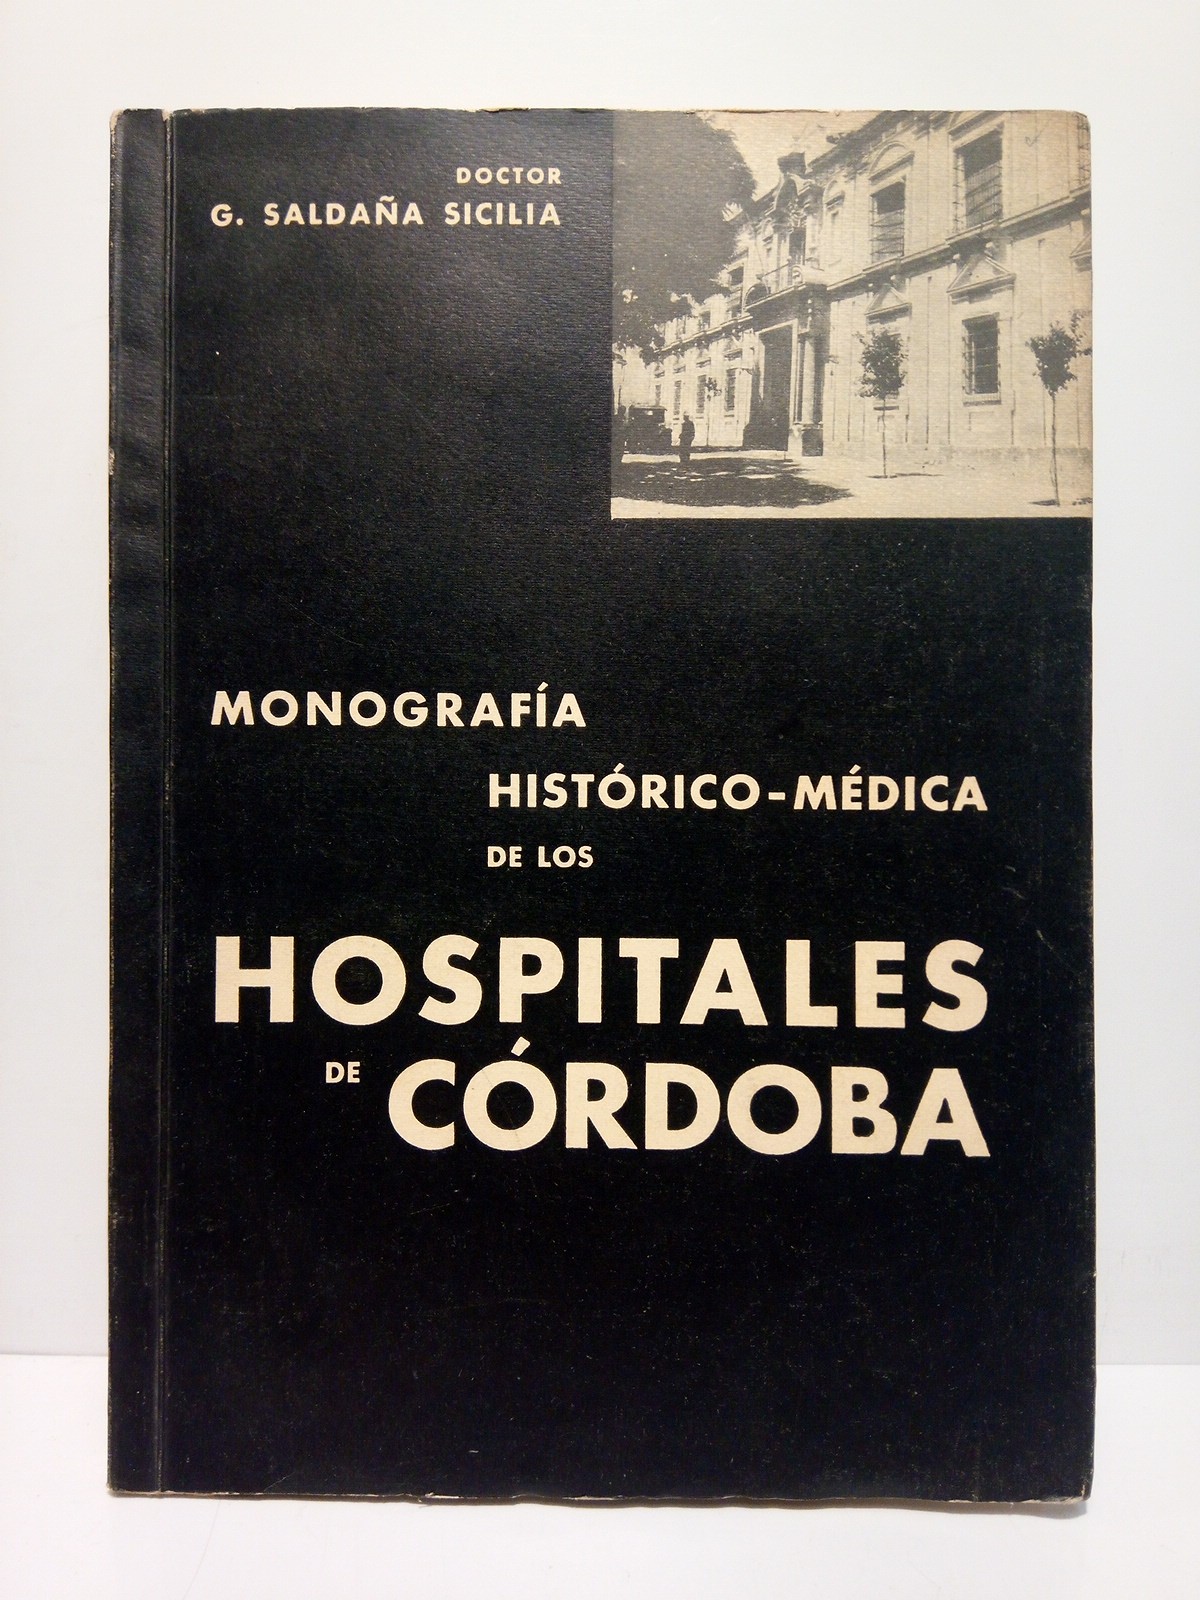 DOCTOR
G. SALDAÑA SICILIA
MONOGRAFÍA
HISTÓRICO-MÉDICA
DE LOS
HOSPITALES
DE CÓRDOBA